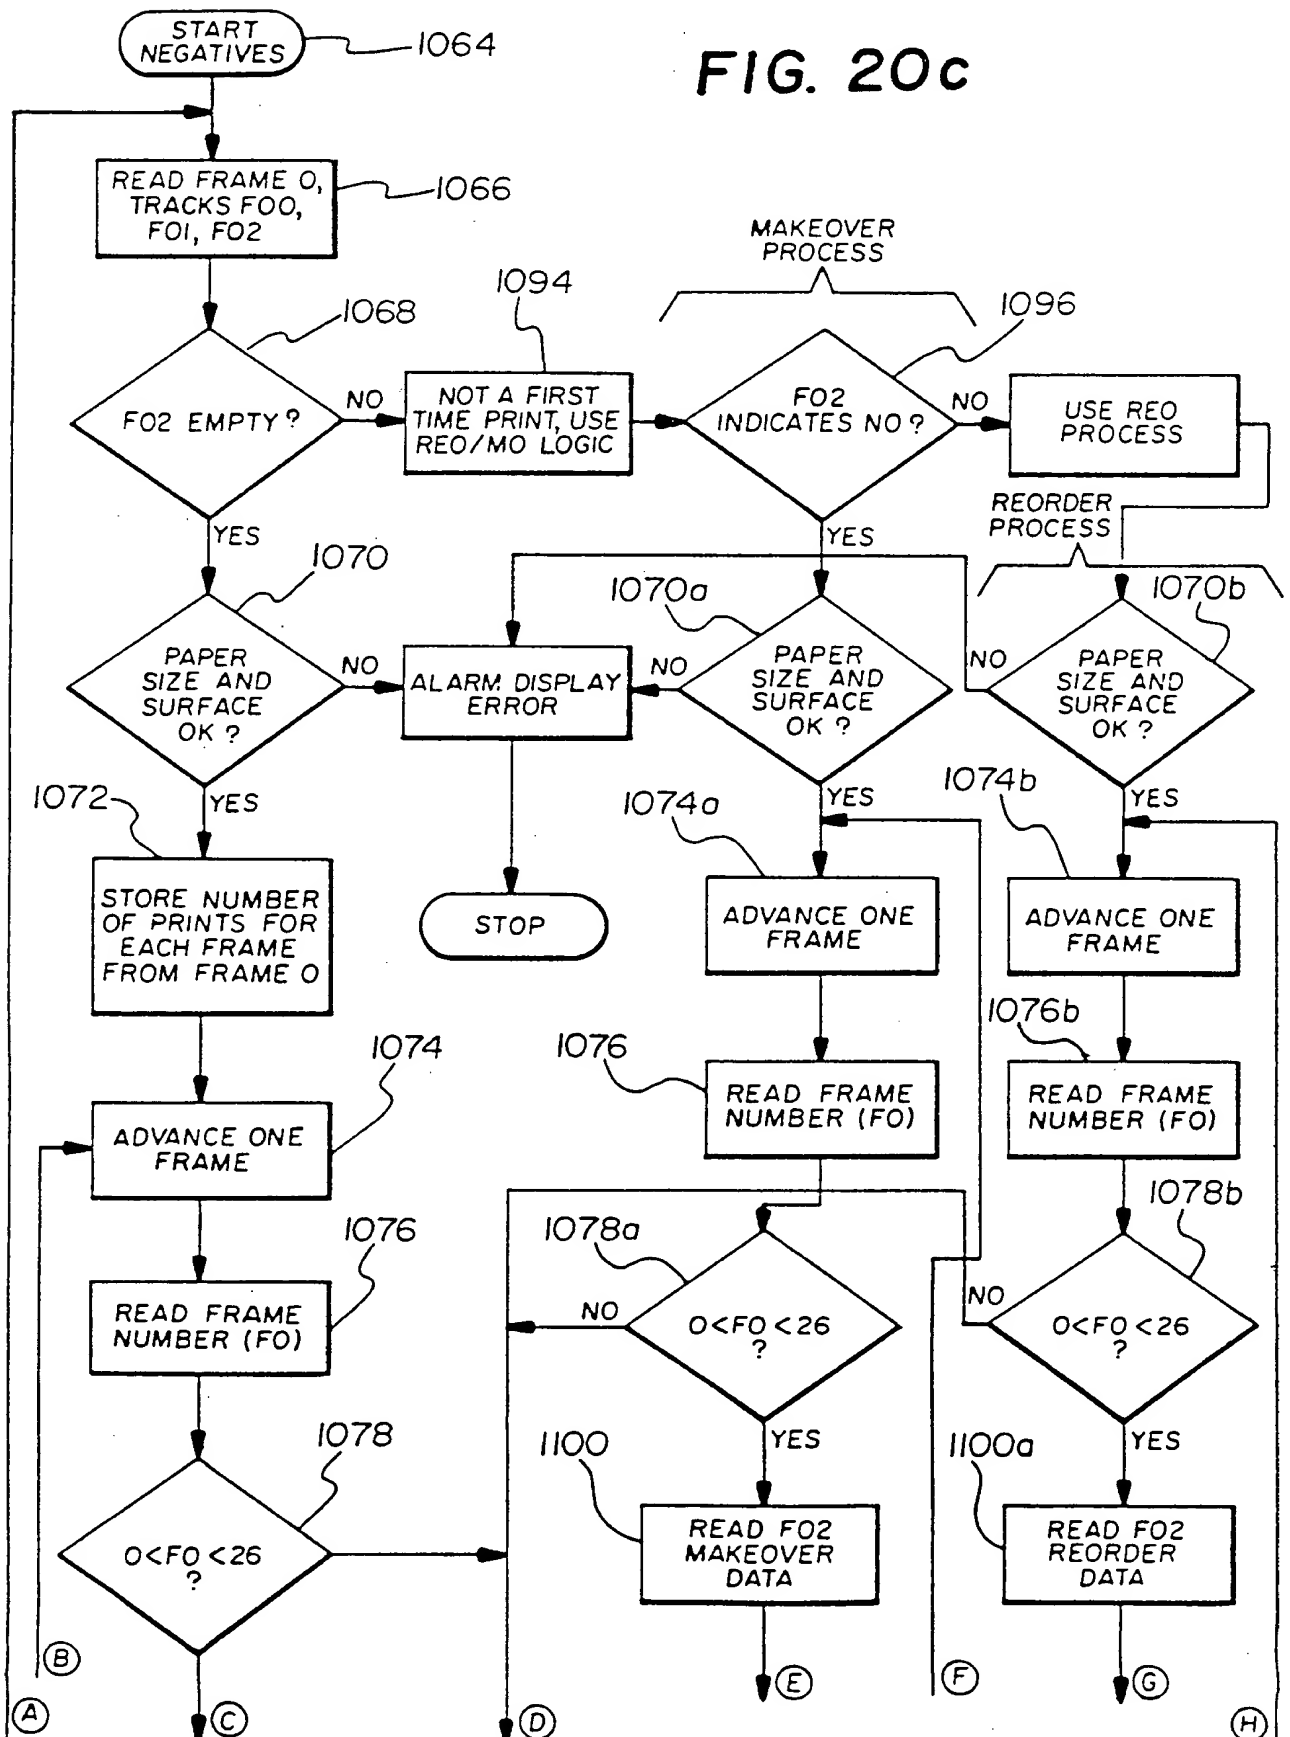 FIG. 20c
START
NEGATIVES
1064
READ FRAME 0,
TRACKS F00,
F01, F02
1066
MAKEOVER
PROCESS
1068
F02 EMPTY ?
NO
YES
1094
NOT A FIRST
TIME PRINT, USE
REO/MO LOGIC
1096
F02
INDICATES NO ?
NO
YES
USE REO
PROCESS
REORDER
PROCESS
1070
PAPER
SIZE AND
SURFACE
OK ?
NO
YES
ALARM DISPLAY
ERROR
STOP
1070a
PAPER
SIZE AND
SURFACE
OK ?
NO
YES
1070b
PAPER
SIZE AND
SURFACE
OK ?
NO
YES
1072
STORE NUMBER
OF PRINTS FOR
EACH FRAME
FROM FRAME 0
1074a
ADVANCE ONE
FRAME
1074b
ADVANCE ONE
FRAME
1074
ADVANCE ONE
FRAME
1076
READ FRAME
NUMBER (FO)
1076b
READ FRAME
NUMBER (FO)
1076
READ FRAME
NUMBER (FO)
1078a
0<FO<26
?
NO
YES
1078b
0<FO<26
?
NO
YES
1078
0<FO<26
?
1100
READ F02
MAKEOVER
DATA
1100a
READ F02
REORDER
DATA
A
B
C
D
E
F
G
H